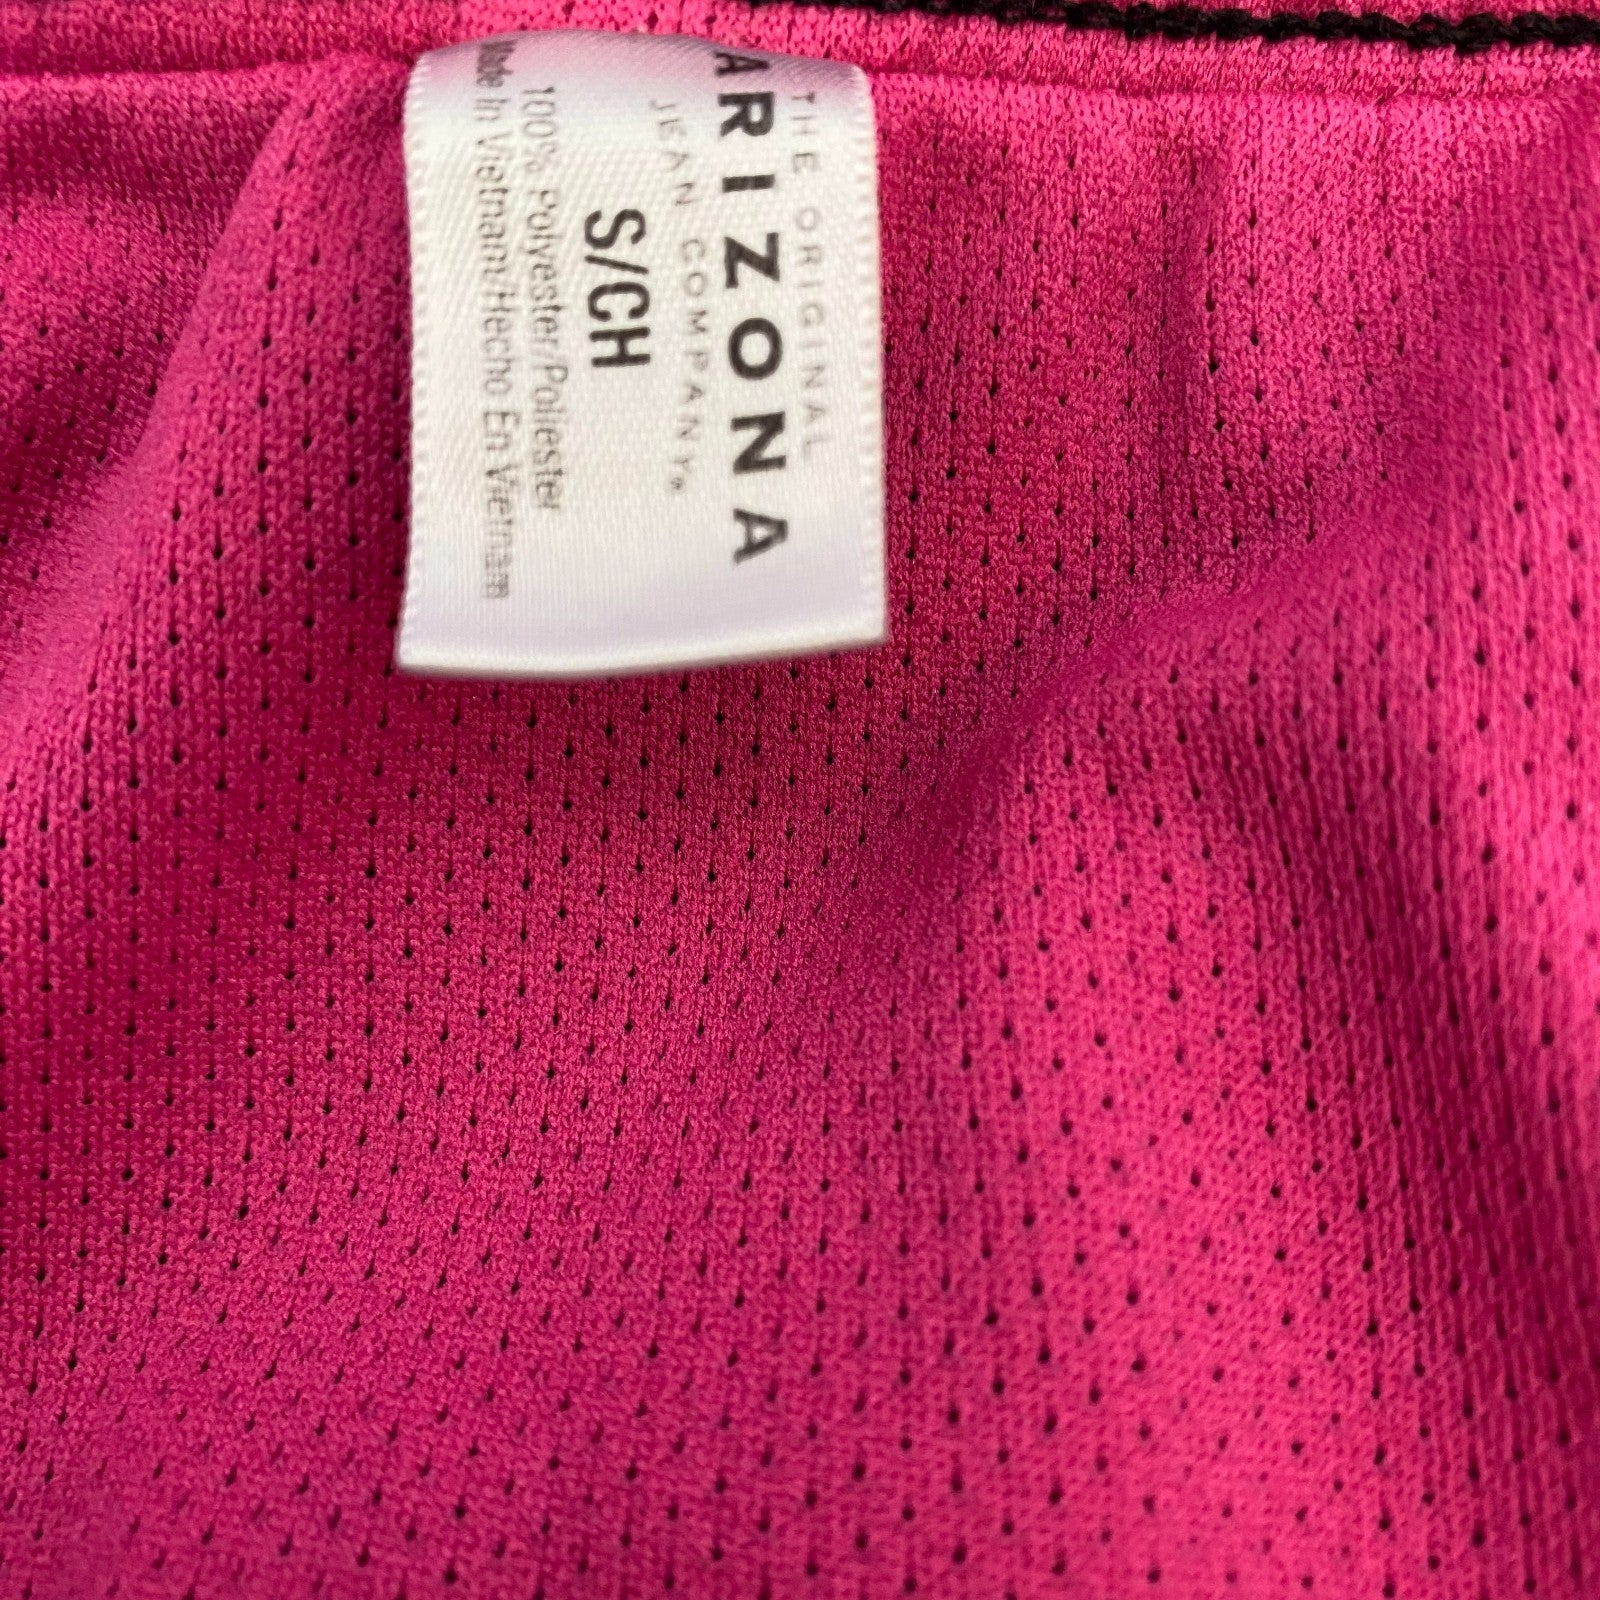 THE ORIGINAL
ARIZONA
JEAN COMPANY®
S/CH
100% Polyester/Poliester
Made In Vietnam/Hecho En Vietnam